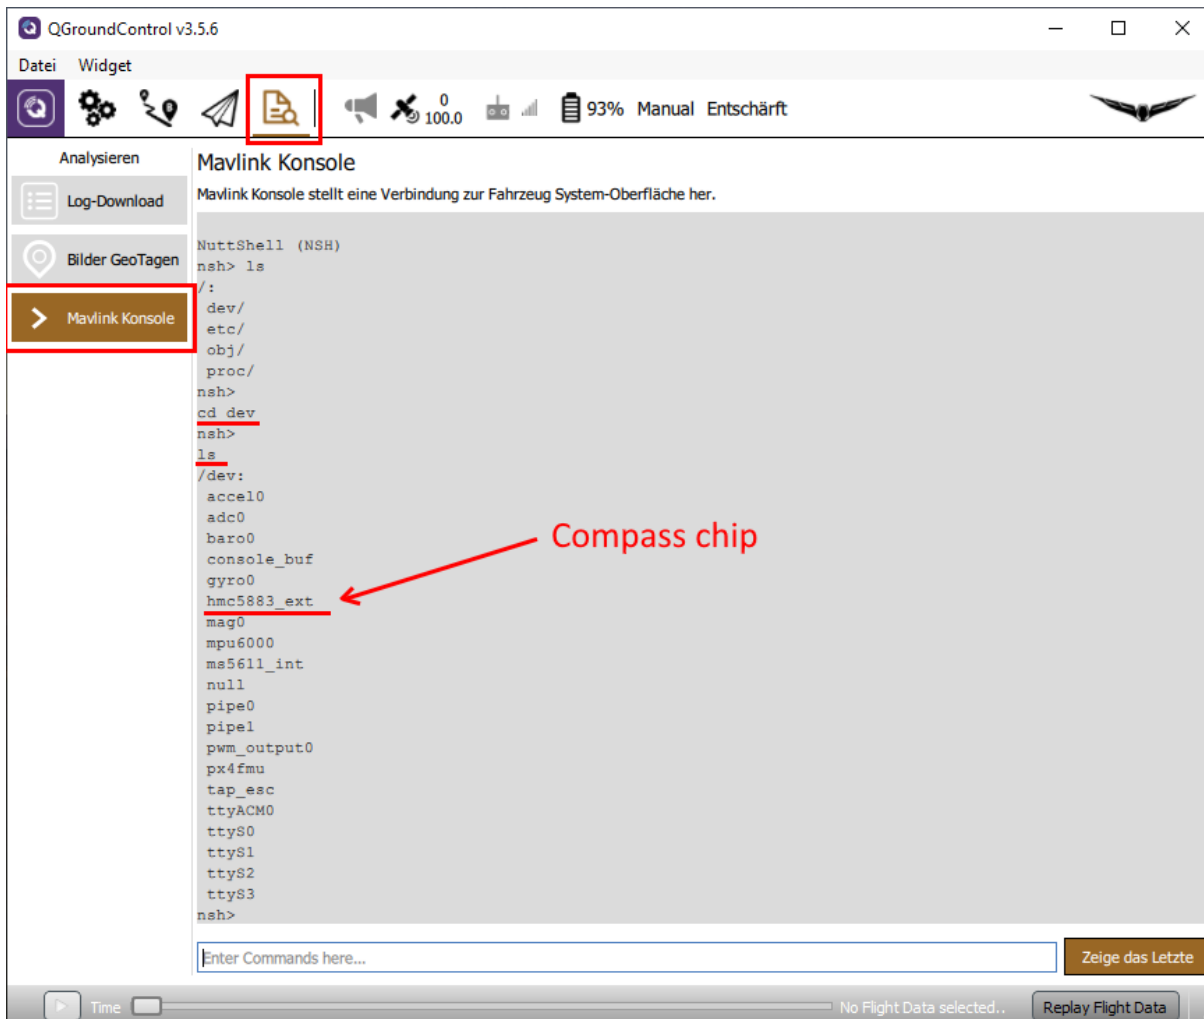 QGroundControl v3.5.6
Datei Widget
0
100.0
93% Manual Entschärft
Analysieren
Log-Download
Bilder GeoTagen
Mavlink Konsole
Mavlink Konsole
Mavlink Konsole stellt eine Verbindung zur Fahrzeug System-Oberfläche her.
NuttShell (NSH)
nsh> ls
/:
dev/
etc/
obj/
proc/
nsh>
cd dev
nsh>
ls
/dev:
accel0
adc0
baro0
console_buf
gyro0
hmc5883_ext
mag0
mpu6000
ms5611_int
null
pipe0
pipe1
pwm_output0
px4fmu
tap_esc
ttyACM0
ttyS0
ttyS1
ttyS2
ttyS3
nsh>
Compass chip
Enter Commands here...
Zeige das Letzte
Time
No Flight Data selected..
Replay Flight Data